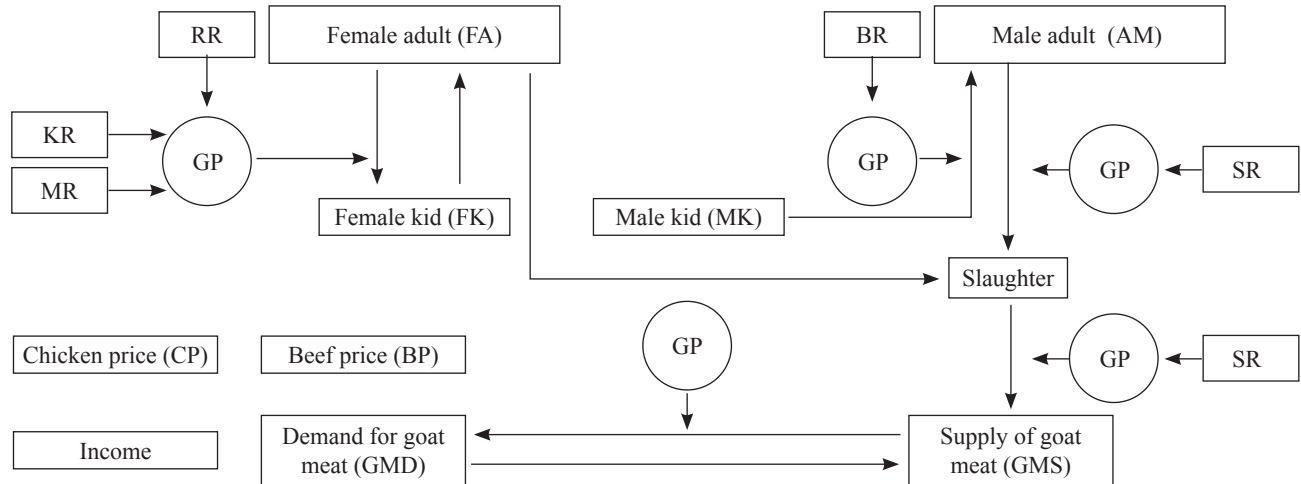 RR
Female adult (FA)
BR
Male adult (AM)
KR
GP
MR
GP
GP
SR
Female kid (FK)
Male kid (MK)
Slaughter
Chicken price (CP)
Beef price (BP)
GP
GP
SR
Income
Demand for goat
meat (GMD)
Supply of goat
meat (GMS)